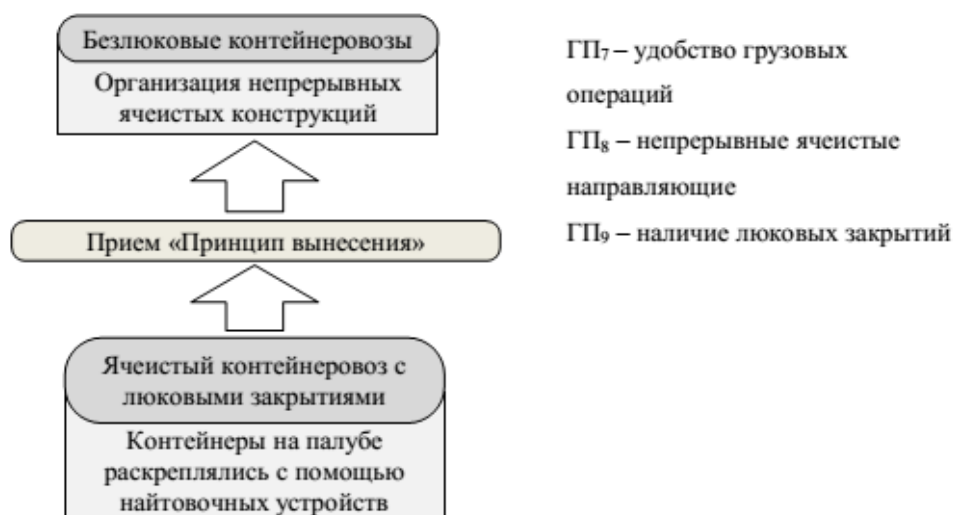 Безлюковые контейнеровозы
Организация непрерывных
ячеистых конструкций
Прием «Принцип вынесения»
Ячеистый контейнеровоз с
люковыми закрытиями
Контейнеры на палубе
раскреплялись с помощью
найтовочных устройств
ГП₇ – удобство грузовых
операций
ГП₈ – непрерывные ячеистые
направляющие
ГП₉ – наличие люковых закрытий